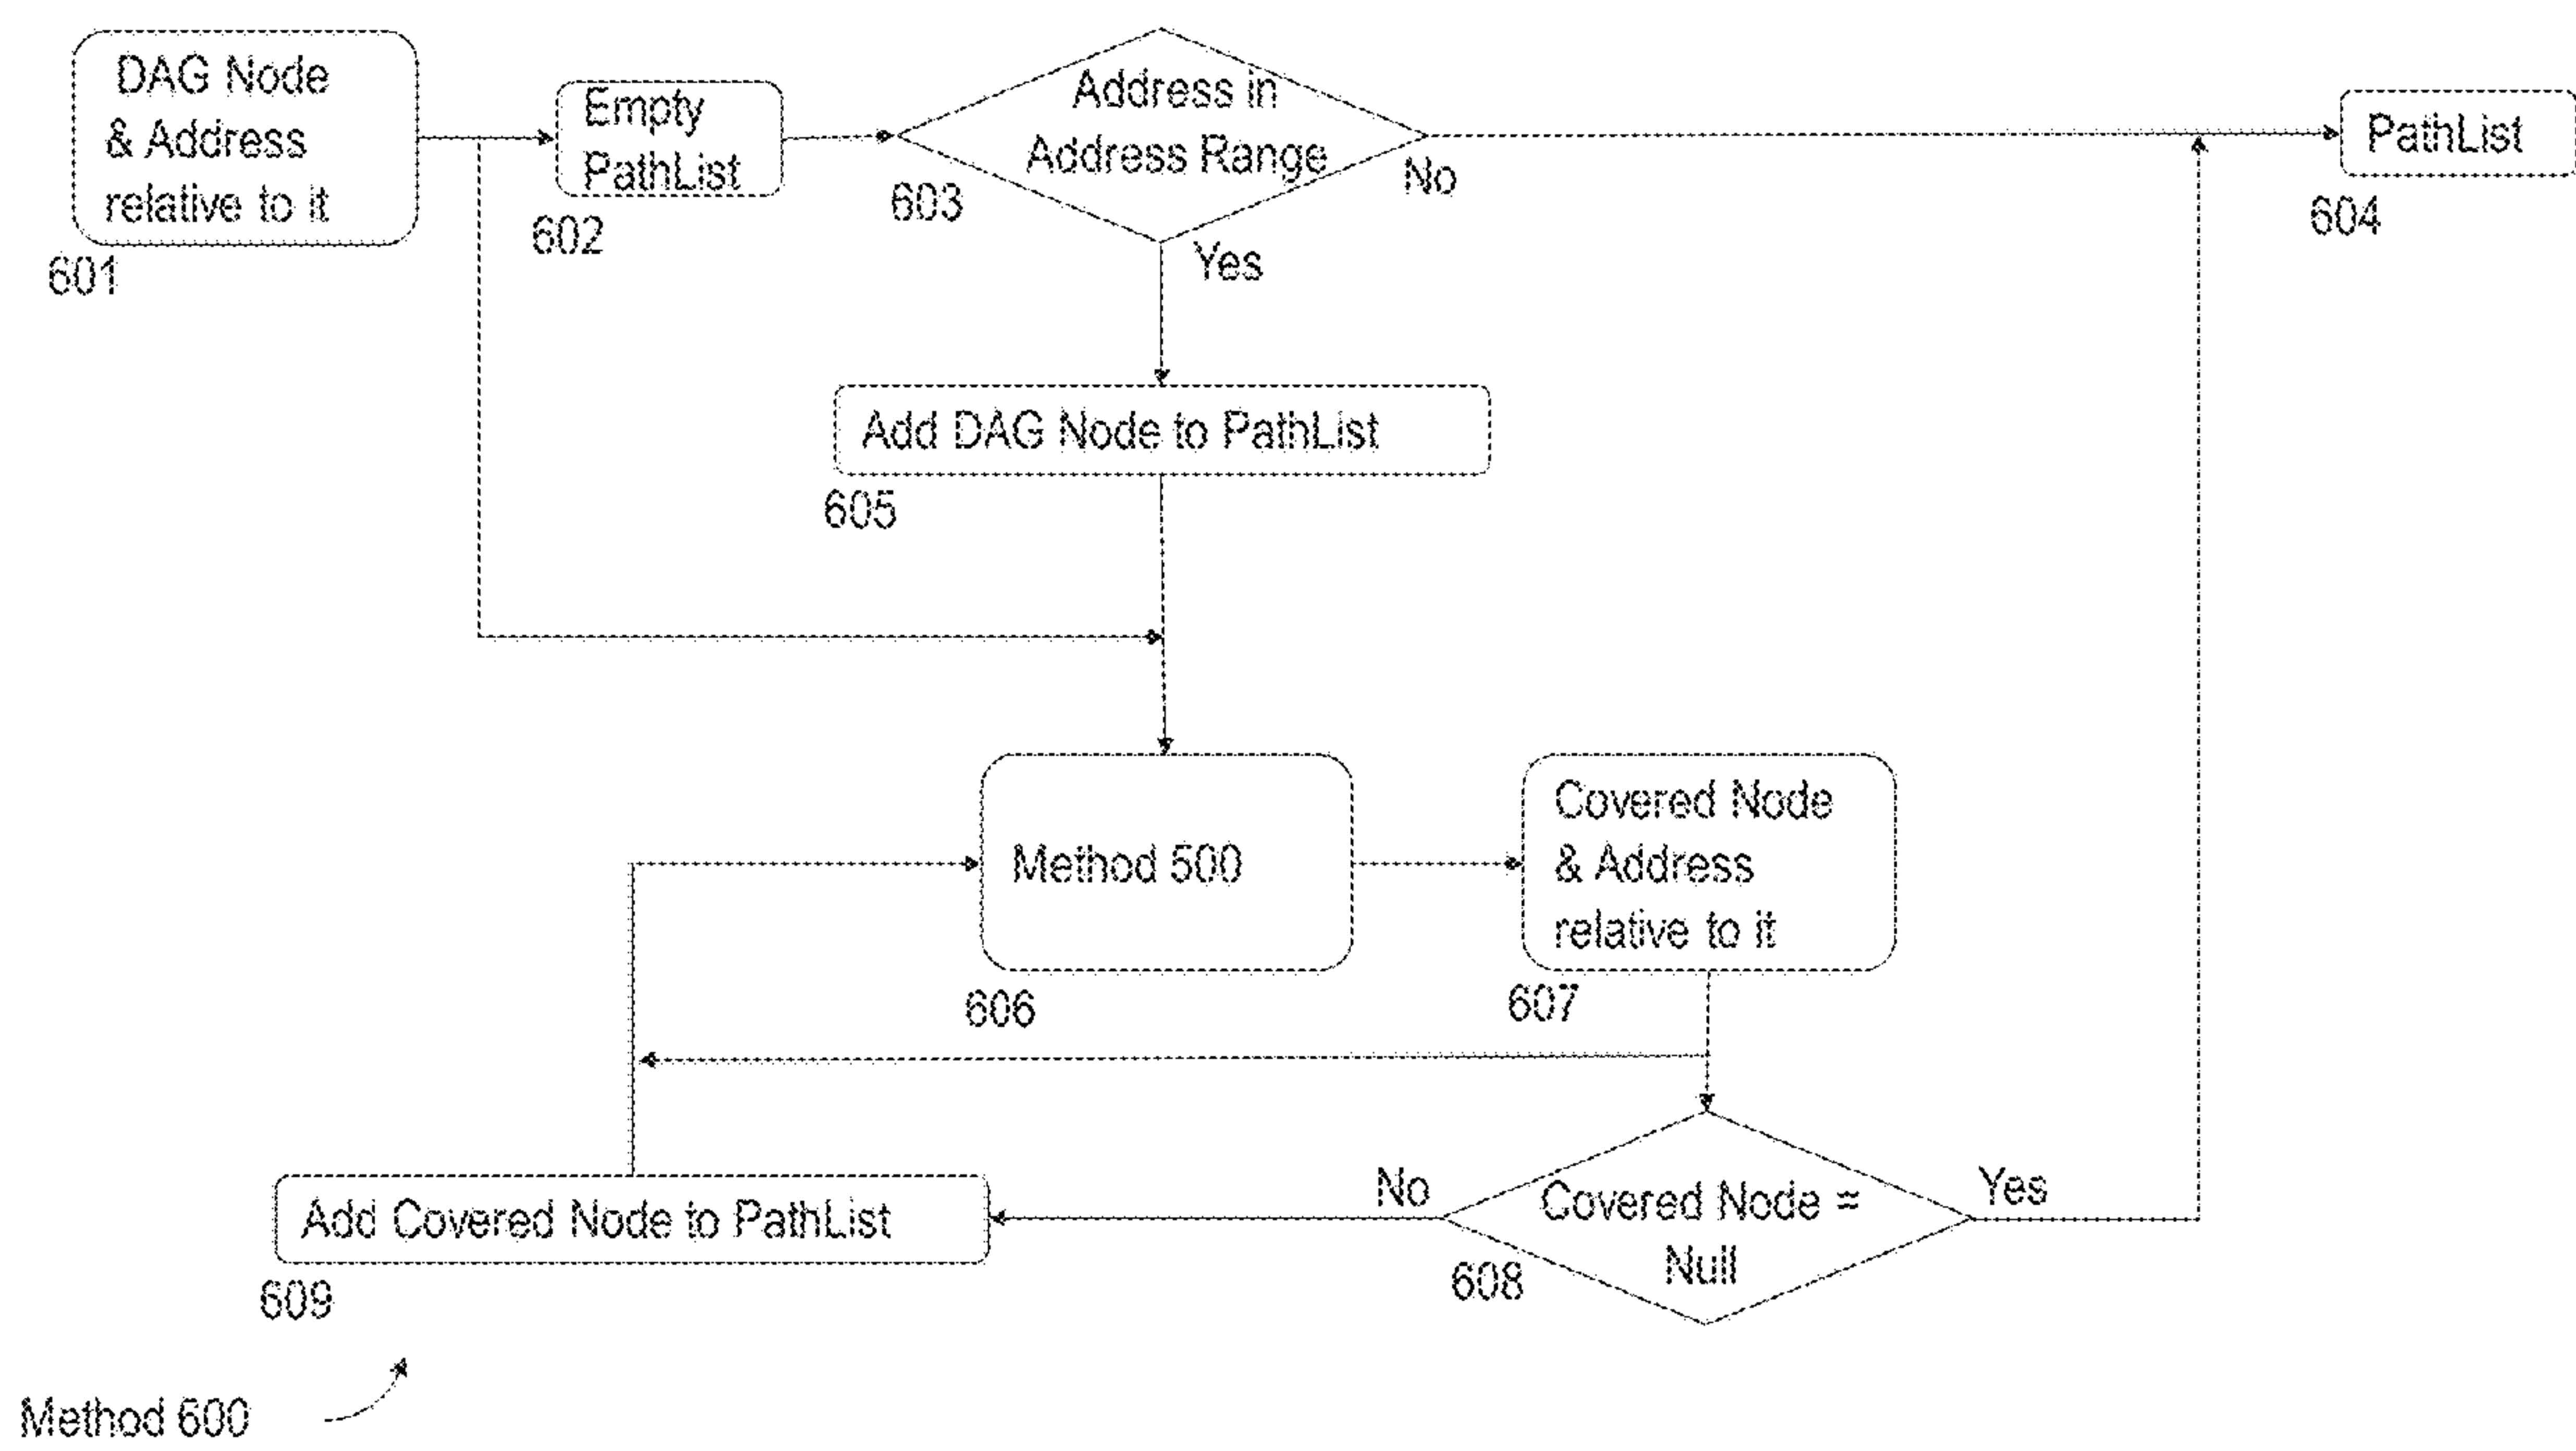 DAG Node
& Address
relative to it
601
Empty
PathList
602
Address in
Address Range
603
No
Yes
PathList
604
Add DAG Node to PathList
605
Method 500
606
Covered Node
& Address
relative to it
607
Covered Node =
Null
608
No
Yes
Add Covered Node to PathList
609
Method 600